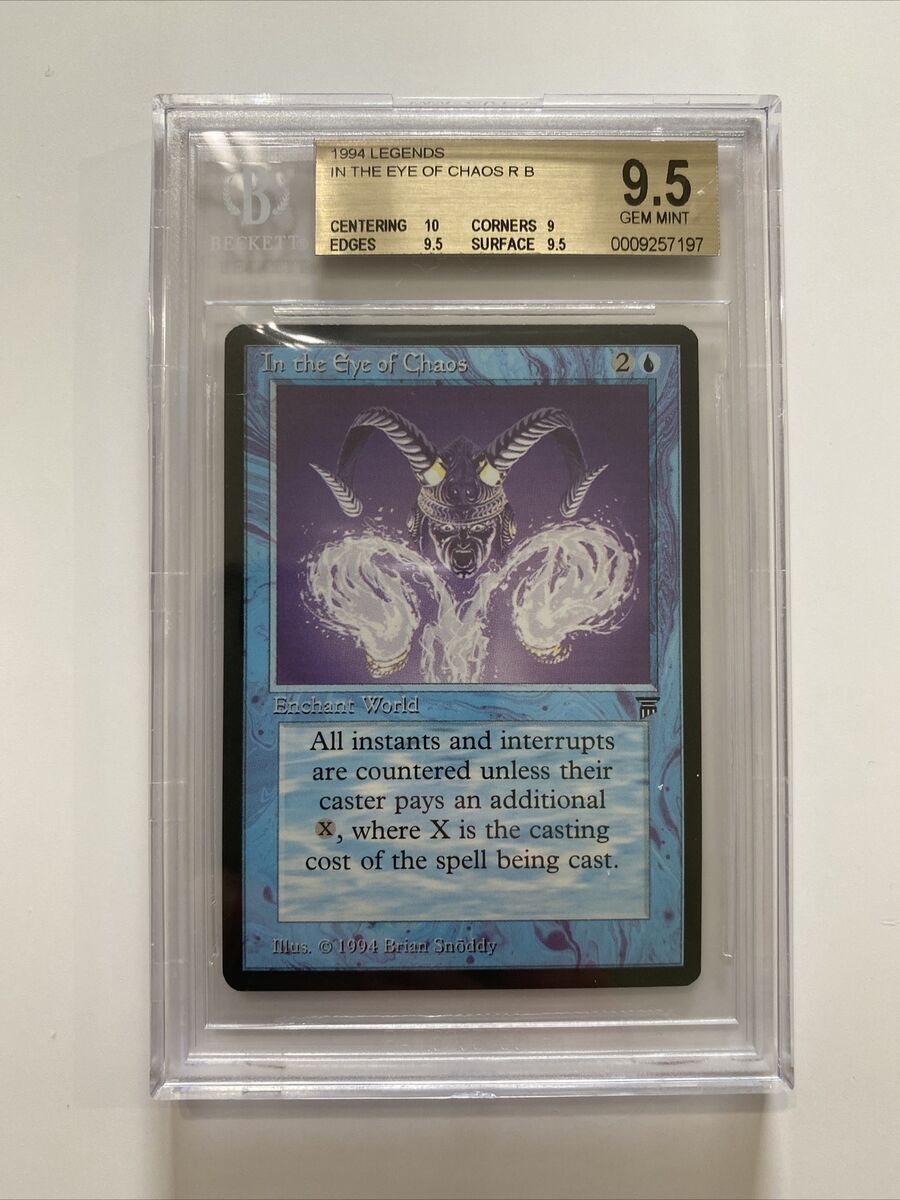 B
BECKETT®
1994 LEGENDS
IN THE EYE OF CHAOS R B
CENTERING 10 CORNERS 9
EDGES 9.5 SURFACE 9.5
9.5
GEM MINT
0009257197
In the Eye of Chaos 2
Enchant World
All instants and interrupts
are countered unless their
caster pays an additional
X, where X is the casting
cost of the spell being cast.
Illus. © 1994 Brian Snöddy